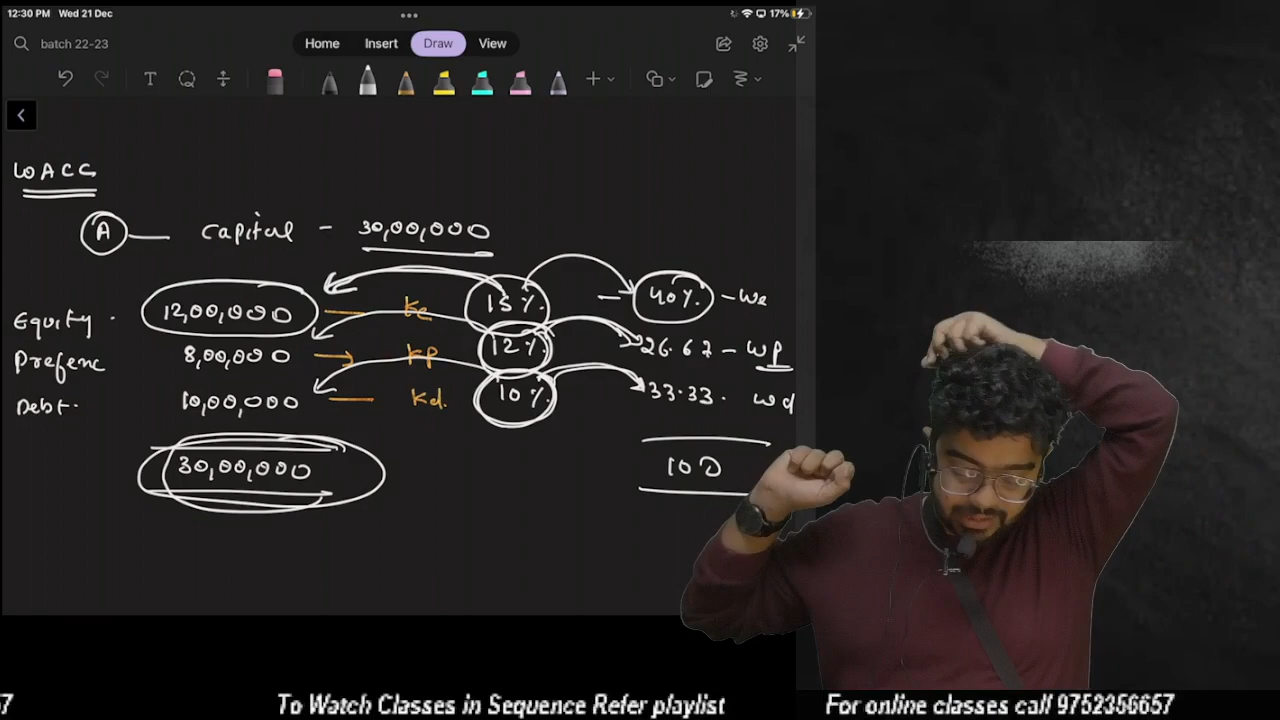 12:30 PM Wed 21 Dec
17%
batch 22-23
Home Insert Draw View
WACC
A — Capital - 30,00,000
Equity . 12,00,000 — Ke 15% — 40% - We
Prefenc 8,00,000 → Kp 12% 26.67 - WP
Debt. 10,00,000 — Kd. 10%. 33.33. Wd
30,00,000 100
7 To Watch Classes in Sequence Refer playlist For online classes call 9752356657